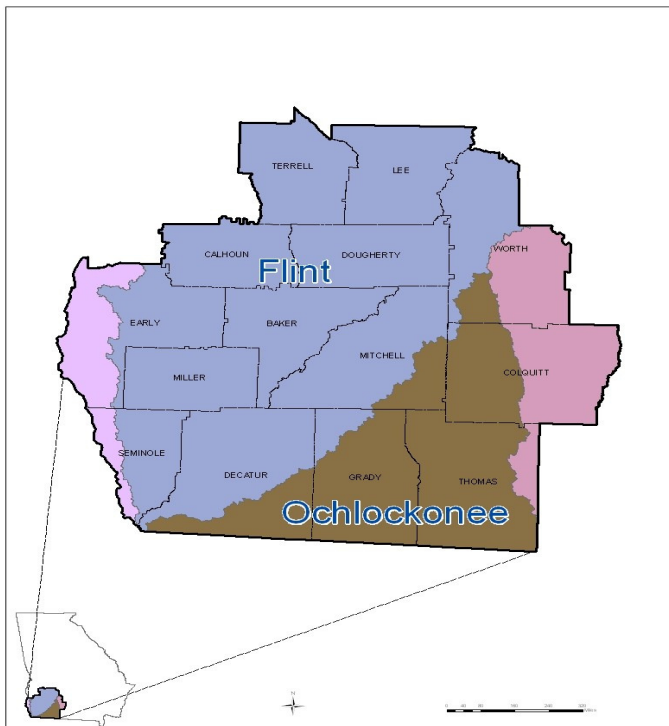 TERRELL
LEE
WORTH
CALHOUN
DOUGHERTY
Flint
EARLY
BAKER
MITCHELL
MILLER
COLQUITT
SEMINOLE
DECATUR
GRADY
THOMAS
Ochlockonee
N